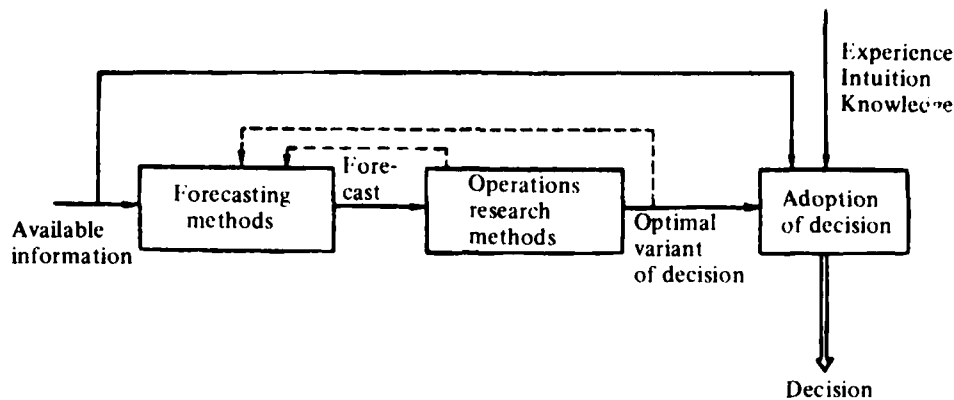 Experience
Intuition
Knowledge
Fore-
cast
Forecasting
methods
Operations
research
methods
Adoption
of decision
Available
information
Optimal
variant
of decision
Decision